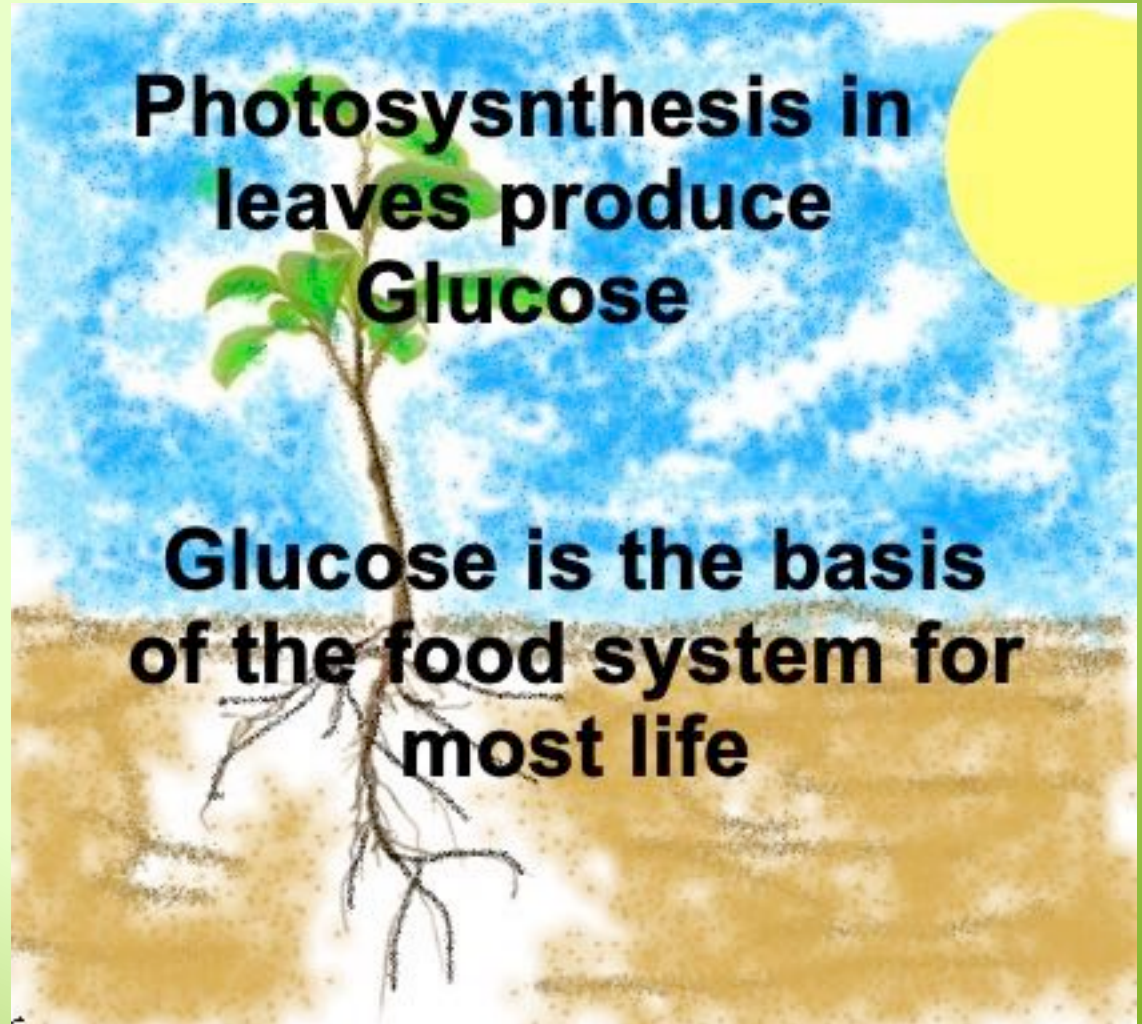 Photosysnthesis in
leaves produce
Glucose
Glucose is the basis
of the food system for
most life